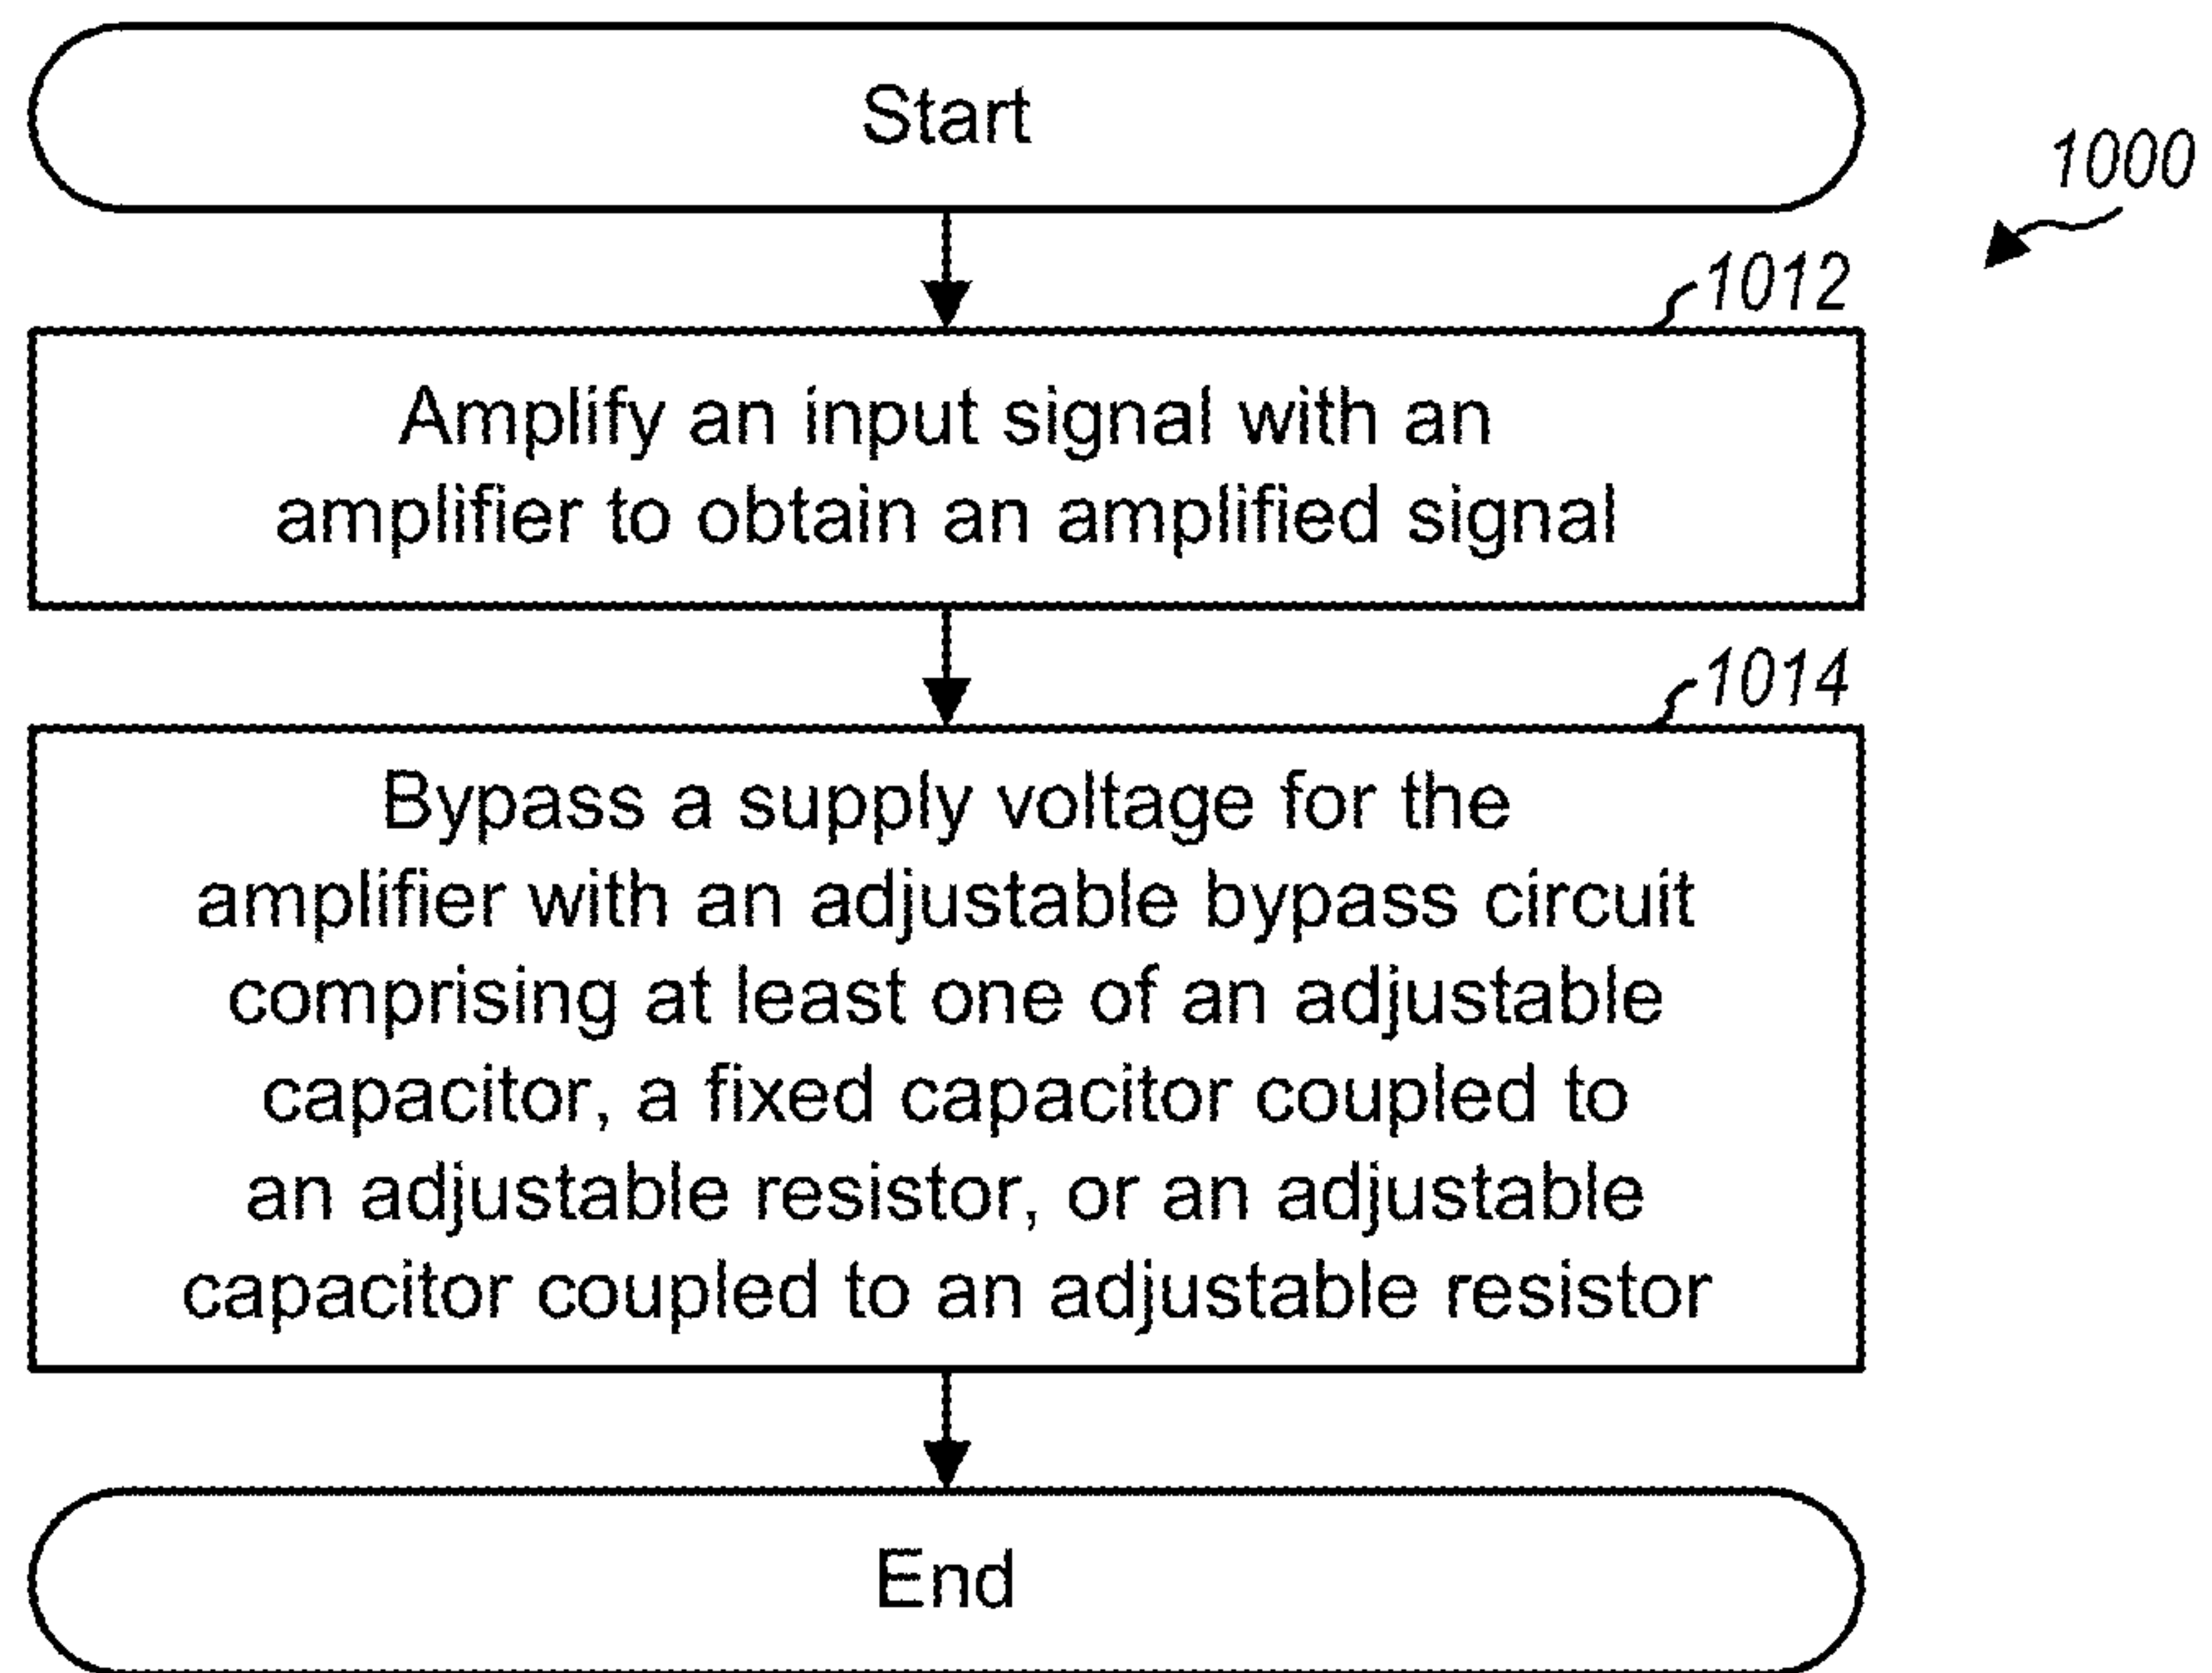 Start
1000
1012
Amplify an input signal with an
amplifier to obtain an amplified signal
1014
Bypass a supply voltage for the
amplifier with an adjustable bypass circuit
comprising at least one of an adjustable
capacitor, a fixed capacitor coupled to
an adjustable resistor, or an adjustable
capacitor coupled to an adjustable resistor
End